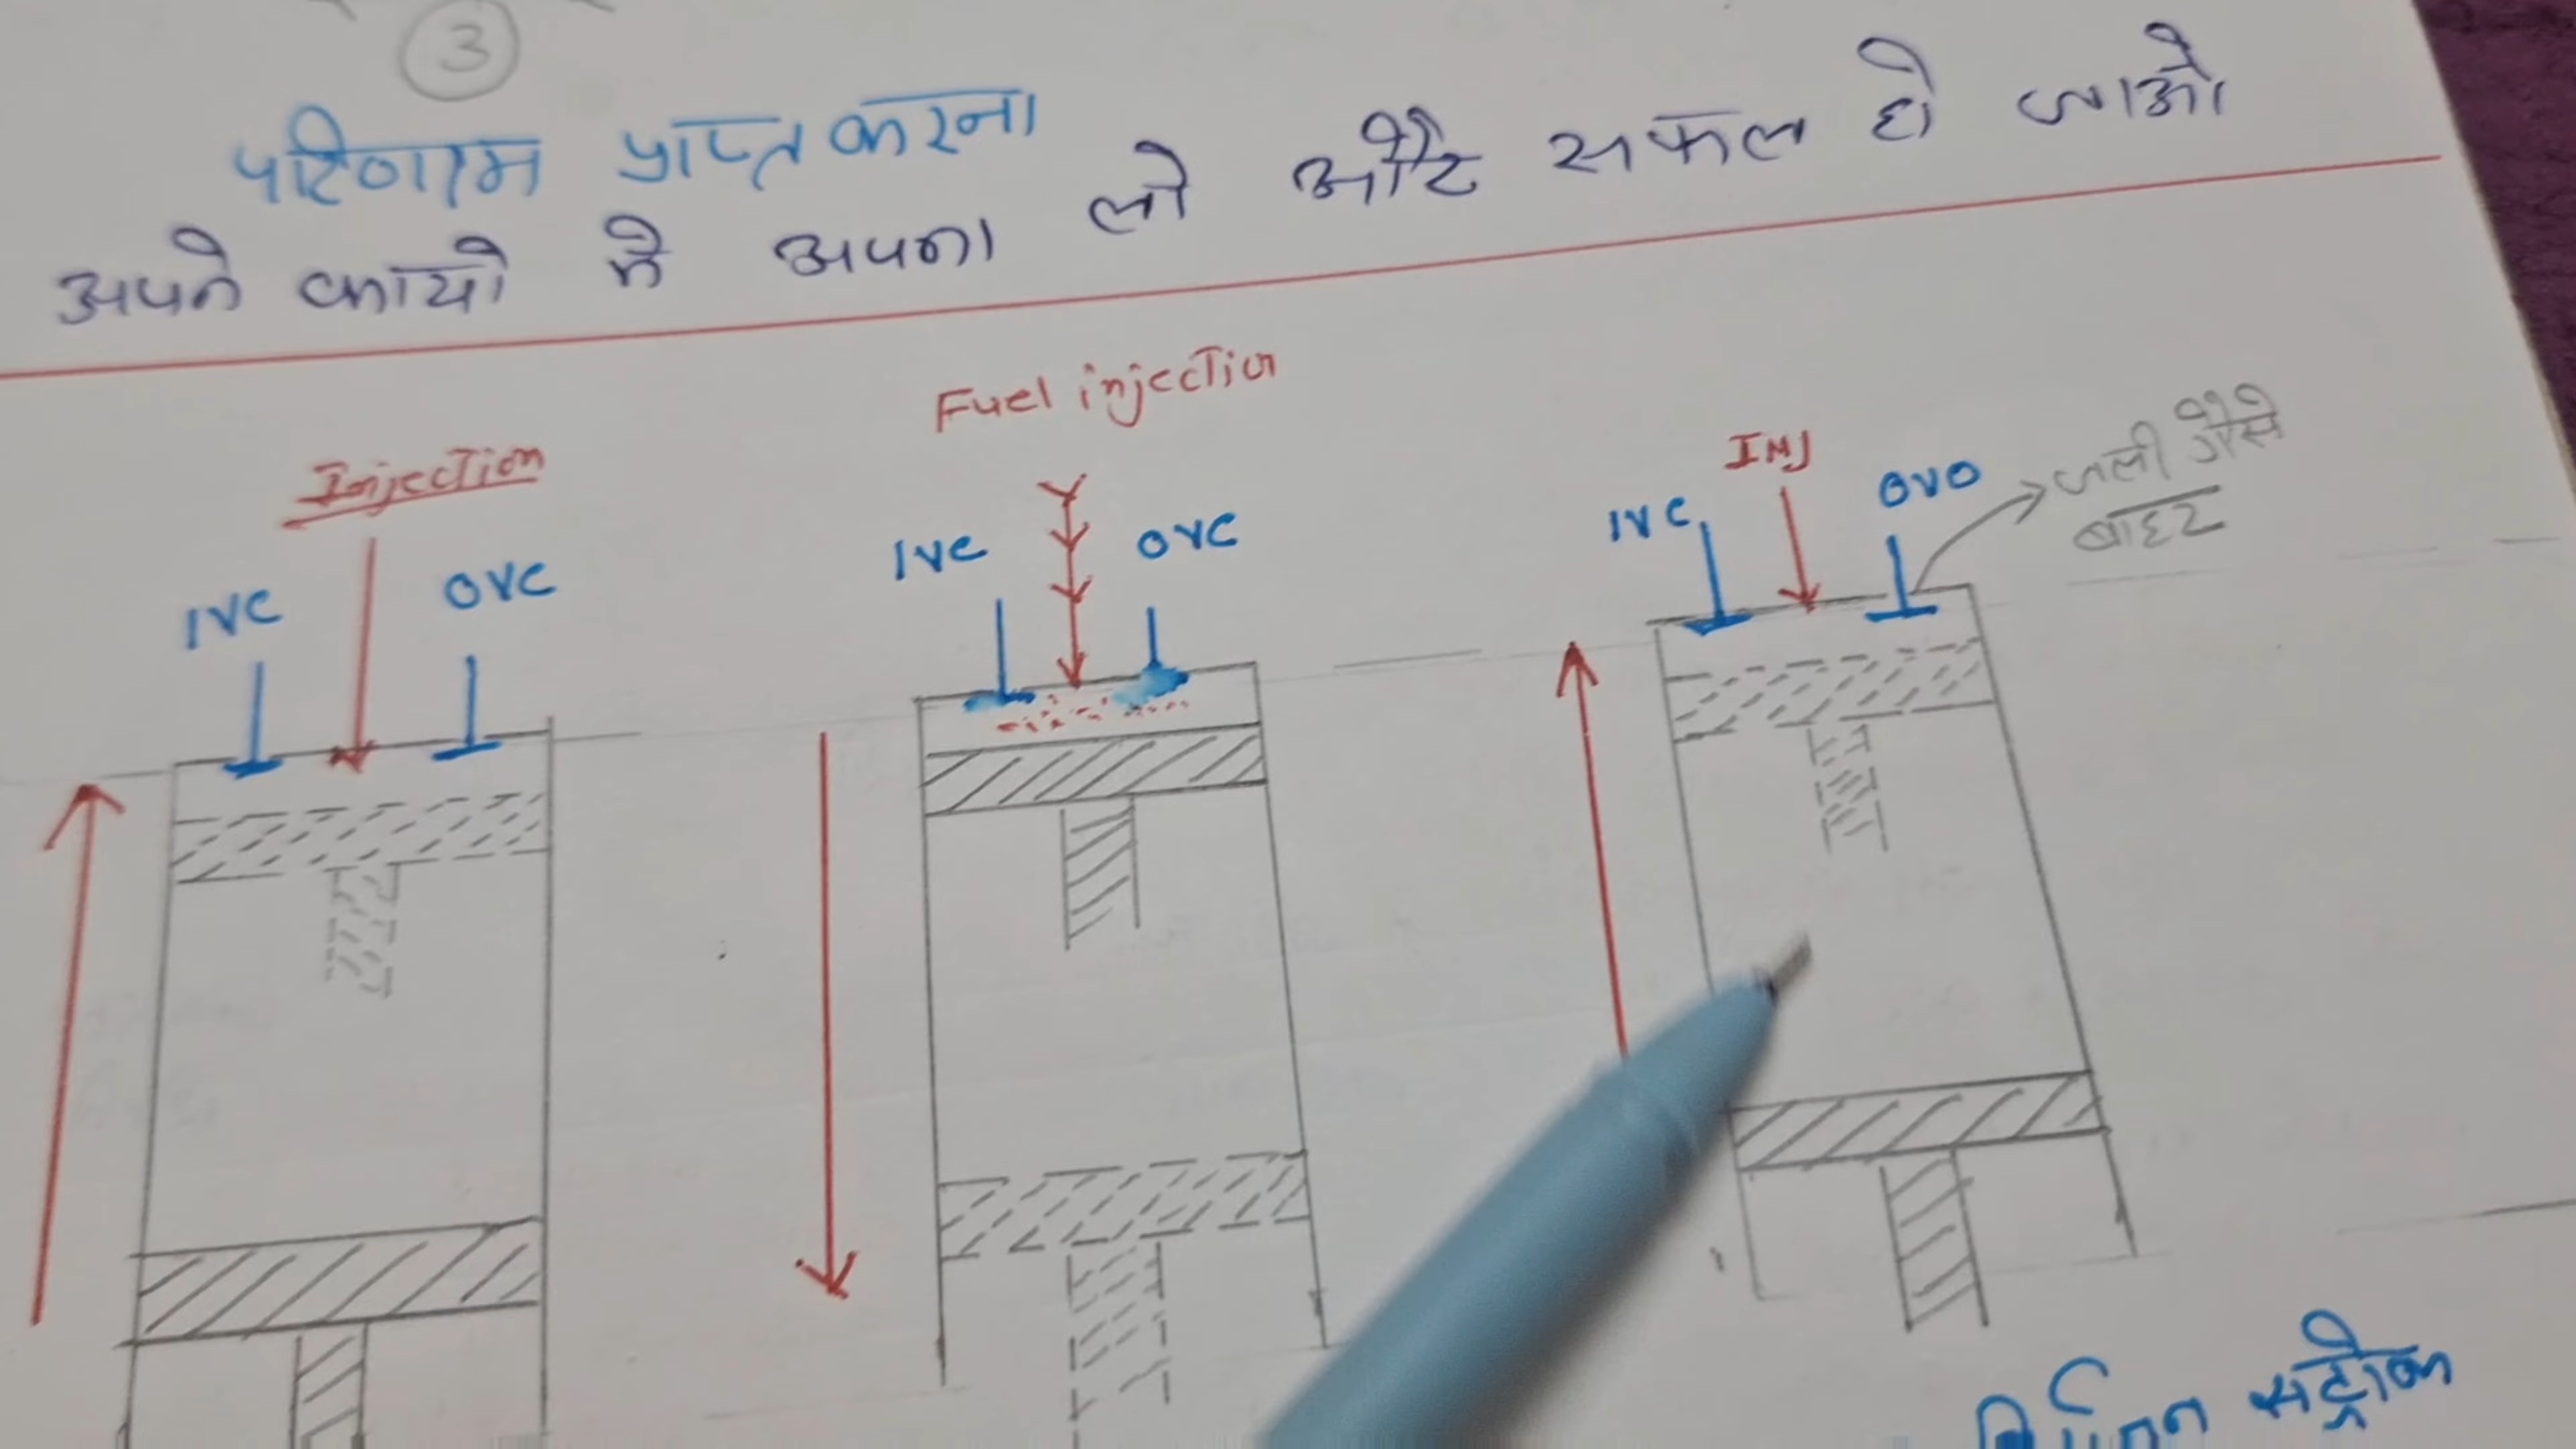 3
परिणाम प्राप्त करना
अपने कार्यो मे अपना लो और सफल हो जाओ
Injection
IVC
OVC
Fuel injection
IVC
OVC
INJ
IVC
OVO
जली गैसे
बाहर
स्ट्रोक